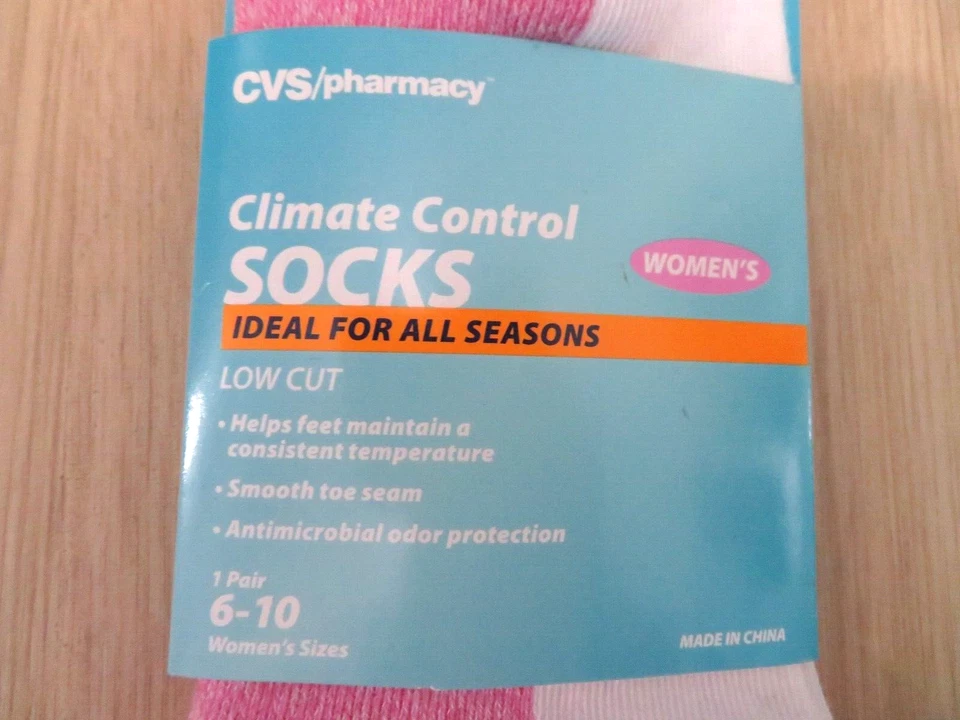 CVS/pharmacy™
Climate Control
SOCKS
WOMEN'S
IDEAL FOR ALL SEASONS
LOW CUT
• Helps feet maintain a
consistent temperature
• Smooth toe seam
• Antimicrobial odor protection
1 Pair
6-10
Women's Sizes
MADE IN CHINA